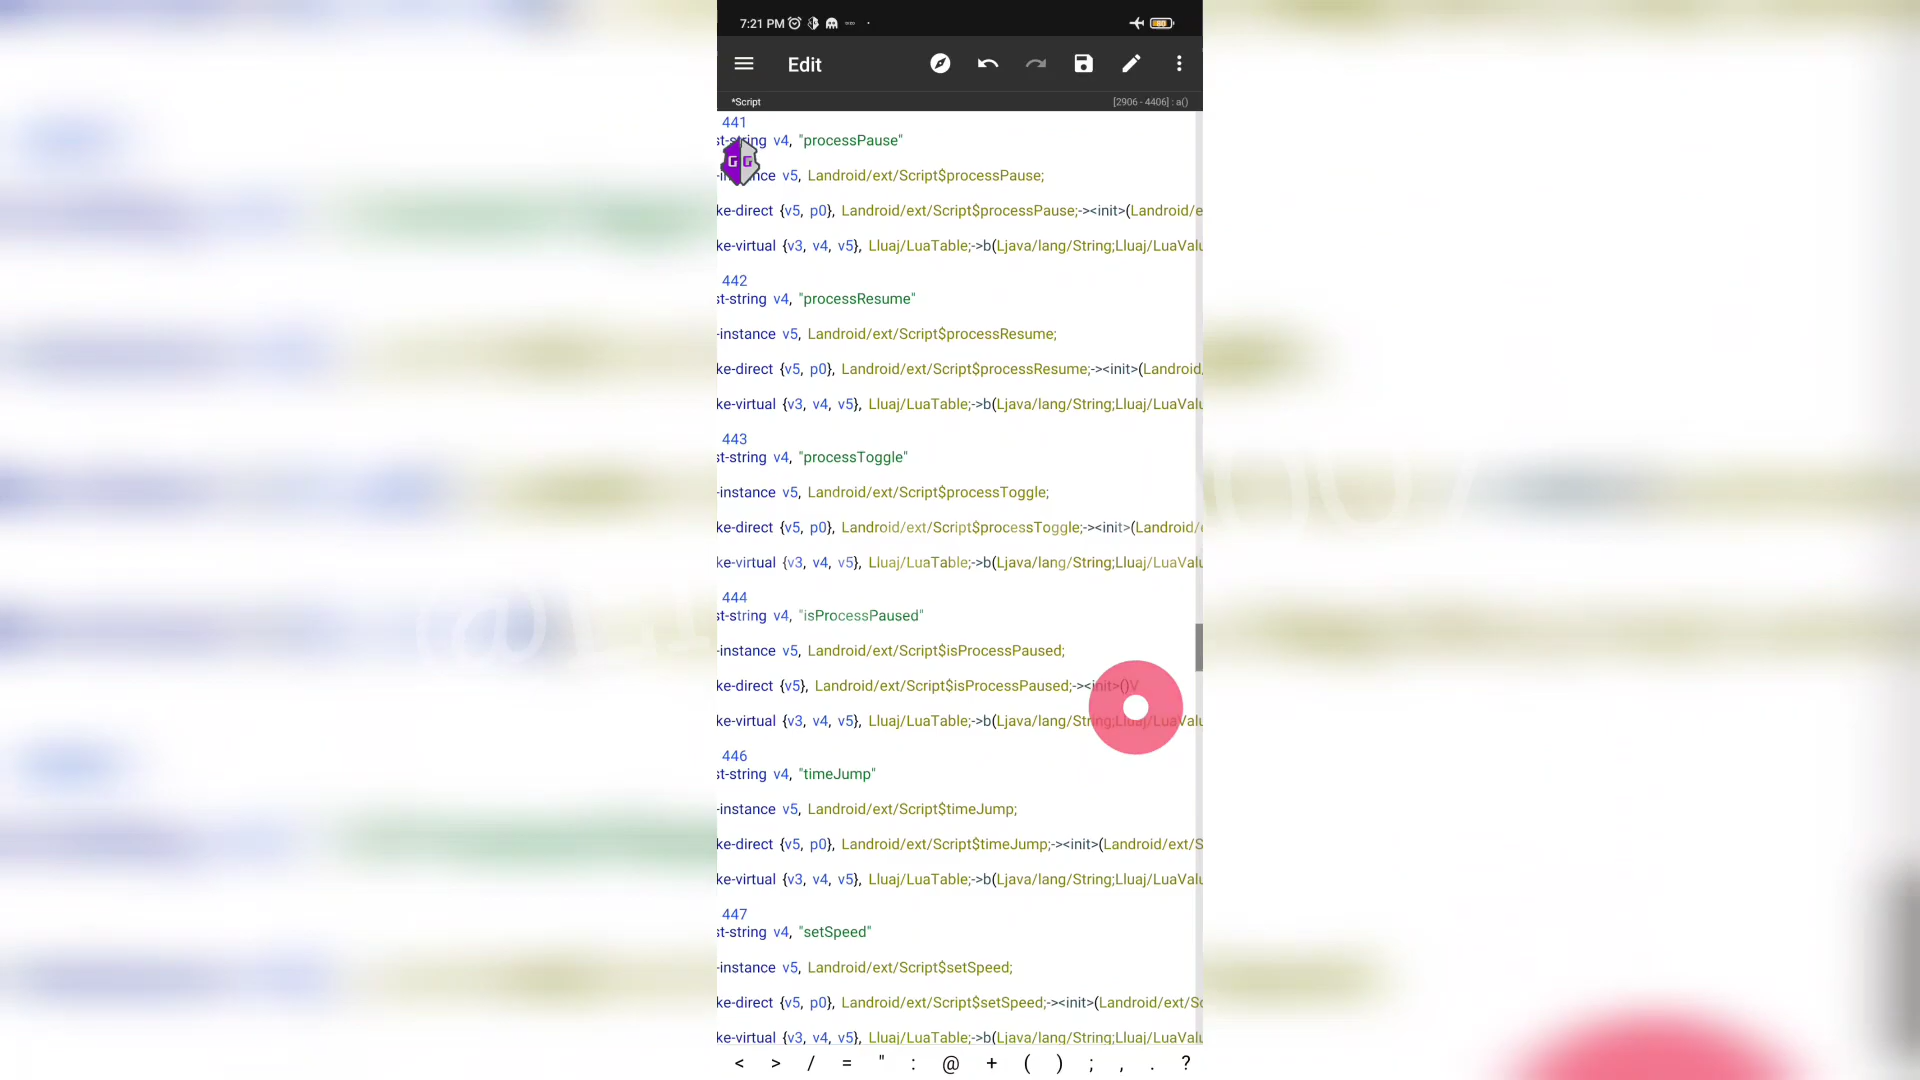 7:21 PM
80
Edit
*Script
[2906 - 4406] : a()
441
st-string v4, "processPause"
-instance v5, Landroid/ext/Script$processPause;
ke-direct {v5, p0}, Landroid/ext/Script$processPause;-><init>(Landroid/e
ke-virtual {v3, v4, v5}, Lluaj/LuaTable;->b(Ljava/lang/String;Lluaj/LuaValu
442
st-string v4, "processResume"
-instance v5, Landroid/ext/Script$processResume;
ke-direct {v5, p0}, Landroid/ext/Script$processResume;-><init>(Landroid.
ke-virtual {v3, v4, v5}, Lluaj/LuaTable;->b(Ljava/lang/String;Lluaj/LuaValu
443
st-string v4, "processToggle"
-instance v5, Landroid/ext/Script$processToggle;
ke-direct {v5, p0}, Landroid/ext/Script$processToggle;-><init>(Landroid/
ke-virtual {v3, v4, v5}, Lluaj/LuaTable;->b(Ljava/lang/String;Lluaj/LuaValu
444
st-string v4, "isProcessPaused"
-instance v5, Landroid/ext/Script$isProcessPaused;
ke-direct {v5}, Landroid/ext/Script$isProcessPaused;-><init>()V
ke-virtual {v3, v4, v5}, Lluaj/LuaTable;->b(Ljava/lang/String;Lluaj/LuaValu
446
st-string v4, "timeJump"
-instance v5, Landroid/ext/Script$timeJump;
ke-direct {v5, p0}, Landroid/ext/Script$timeJump;-><init>(Landroid/ext/S
ke-virtual {v3, v4, v5}, Lluaj/LuaTable;->b(Ljava/lang/String;Lluaj/LuaValu
447
st-string v4, "setSpeed"
-instance v5, Landroid/ext/Script$setSpeed;
ke-direct {v5, p0}, Landroid/ext/Script$setSpeed;-><init>(Landroid/ext/Sc
ke-virtual {v3, v4, v5}, Lluaj/LuaTable;->b(Ljava/lang/String;Lluaj/LuaValu
< > / = " : @ + ( ) ; , . ?